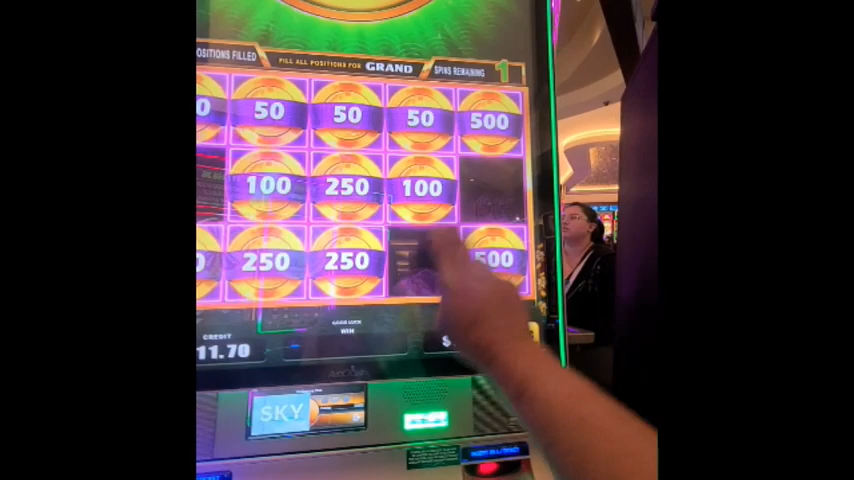 OSITIONS FILLED
FILL ALL POSITIONS FOR GRAND
SPINS REMAINING 1
0 50 50 50 500
100 250 100
0 250 250 500
GOOD LUCK
CREDIT
WIN
11.70
$
SKY